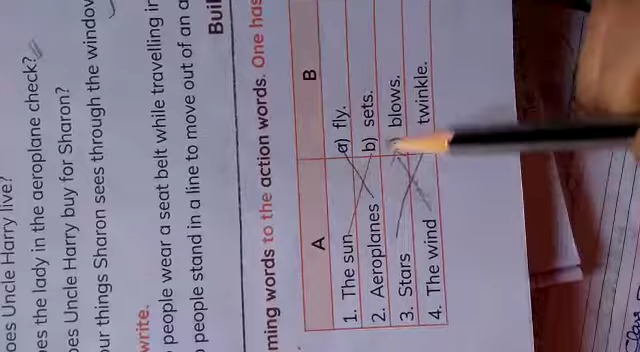 oes Uncle Harry live?
es the lady in the aeroplane check?
oes Uncle Harry buy for Sharon?
ur things Sharon sees through the window
write.
people wear a seat belt while travelling in
people stand in a line to move out of an a
Buil
ming words to the action words. One has
A B
1. The sun a) fly.
2. Aeroplanes b) sets.
3. Stars blows.
4. The wind twinkle.